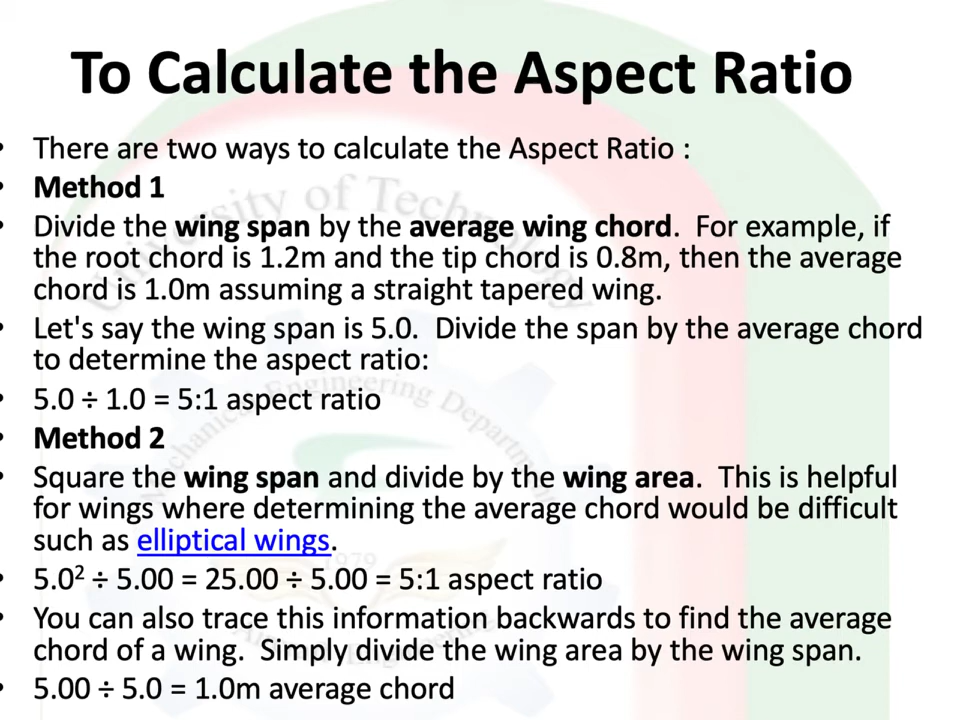 To Calculate the Aspect Ratio
• There are two ways to calculate the Aspect Ratio :
• Method 1
• Divide the wing span by the average wing chord.  For example, if
the root chord is 1.2m and the tip chord is 0.8m, then the average
chord is 1.0m assuming a straight tapered wing.
• Let's say the wing span is 5.0.  Divide the span by the average chord
to determine the aspect ratio:
• 5.0 ÷ 1.0 = 5:1 aspect ratio
• Method 2
• Square the wing span and divide by the wing area.  This is helpful
for wings where determining the average chord would be difficult
such as elliptical wings.
• 5.0² ÷ 5.00 = 25.00 ÷ 5.00 = 5:1 aspect ratio
• You can also trace this information backwards to find the average
chord of a wing.  Simply divide the wing area by the wing span.
• 5.00 ÷ 5.0 = 1.0m average chord
University of Technology
Mechanical Engineering Department
1979
Engineering